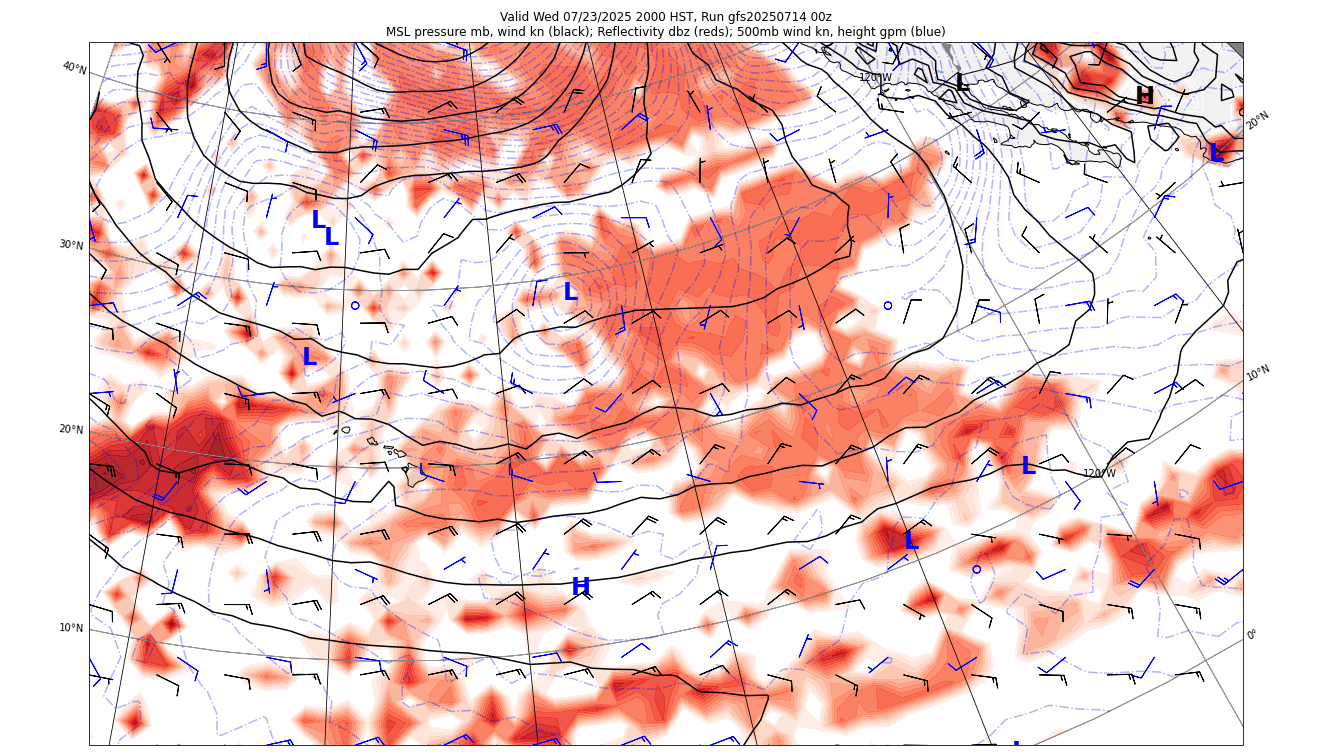 Valid Wed 07/23/2025 2000 HST, Run gfs20250714 00z
MSL pressure mb, wind kn (black); Reflectivity dbz (reds); 500mb wind kn, height gpm (blue)
40°N
120°W
L
H
20°N
L
L
L
30°N
L
L
10°N
20°N
L
L
120°W
L
H
10°N
0°
L